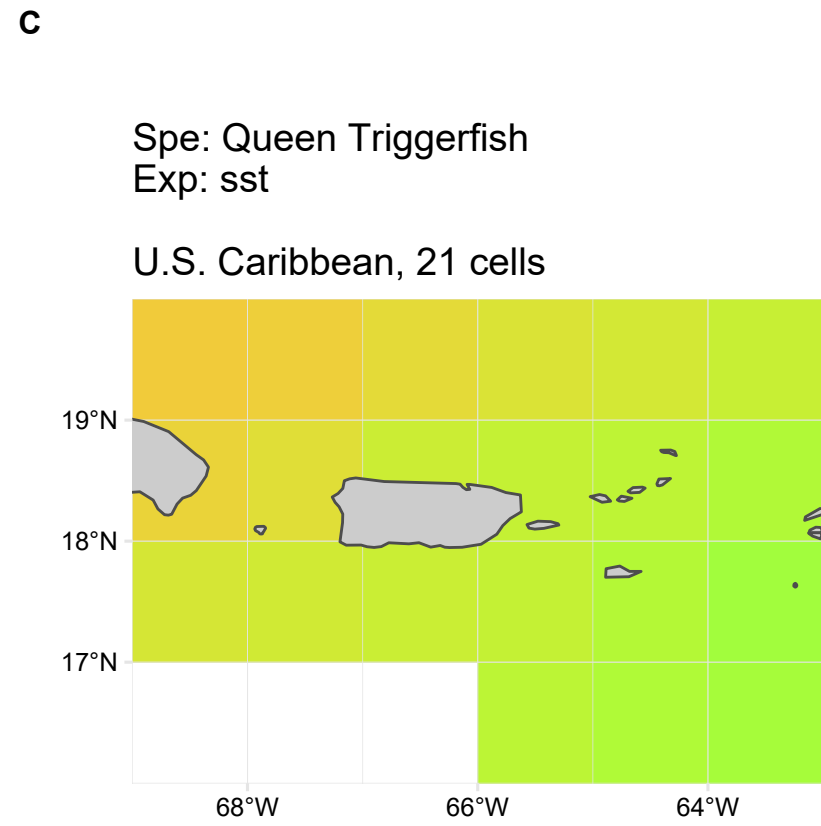 C
Spe: Queen Triggerfish
Exp: sst
U.S. Caribbean, 21 cells
19°N
18°N
17°N
68°W
66°W
64°W